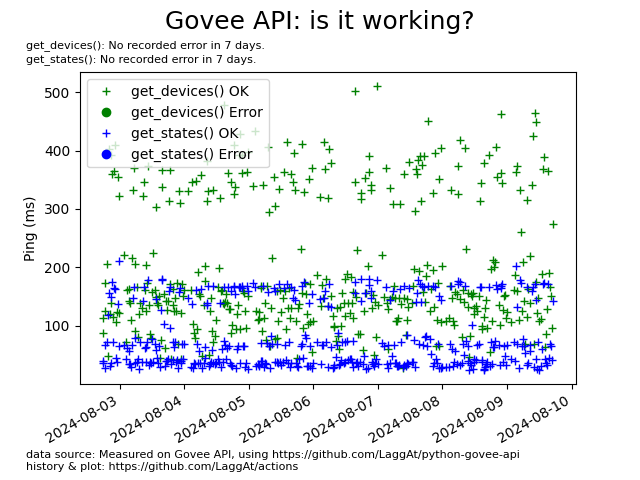 Govee API: is it working?
get_devices(): No recorded error in 7 days.
get_states(): No recorded error in 7 days.
get_devices() OK
get_devices() Error
get_states() OK
get_states() Error
Ping (ms)
500
400
300
200
100
2024-08-03
2024-08-04
2024-08-05
2024-08-06
2024-08-07
2024-08-08
2024-08-09
2024-08-10
data source: Measured on Govee API, using https://github.com/LaggAt/python-govee-api
history & plot: https://github.com/LaggAt/actions